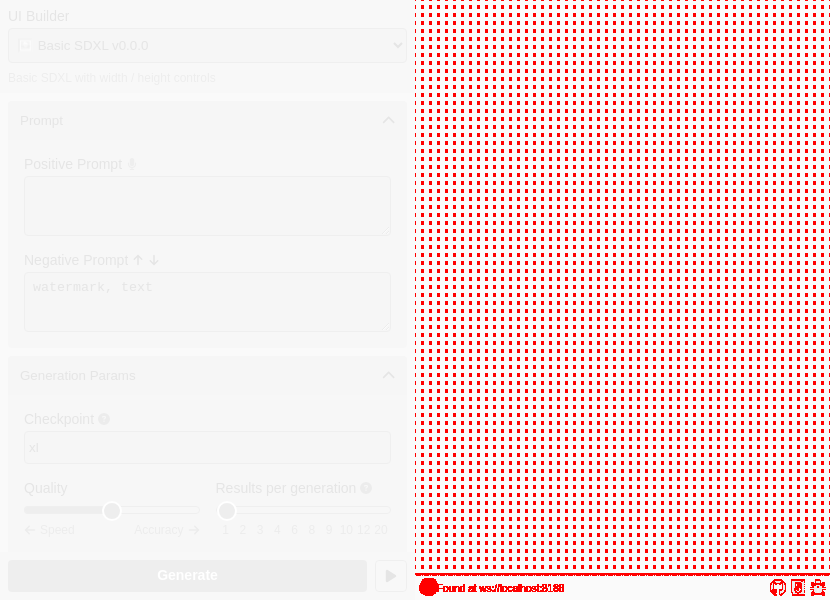 UI Builder
Basic SDXL v0.0.0
Basic SDXL with width / height controls
Prompt
Positive Prompt
Negative Prompt
watermark, text
Generation Params
Checkpoint
xl
Quality
Results per generation
Speed
Accuracy
1 2 3 4 6 8 9 10 12 20
Generate
Found at ws://localhost:8188